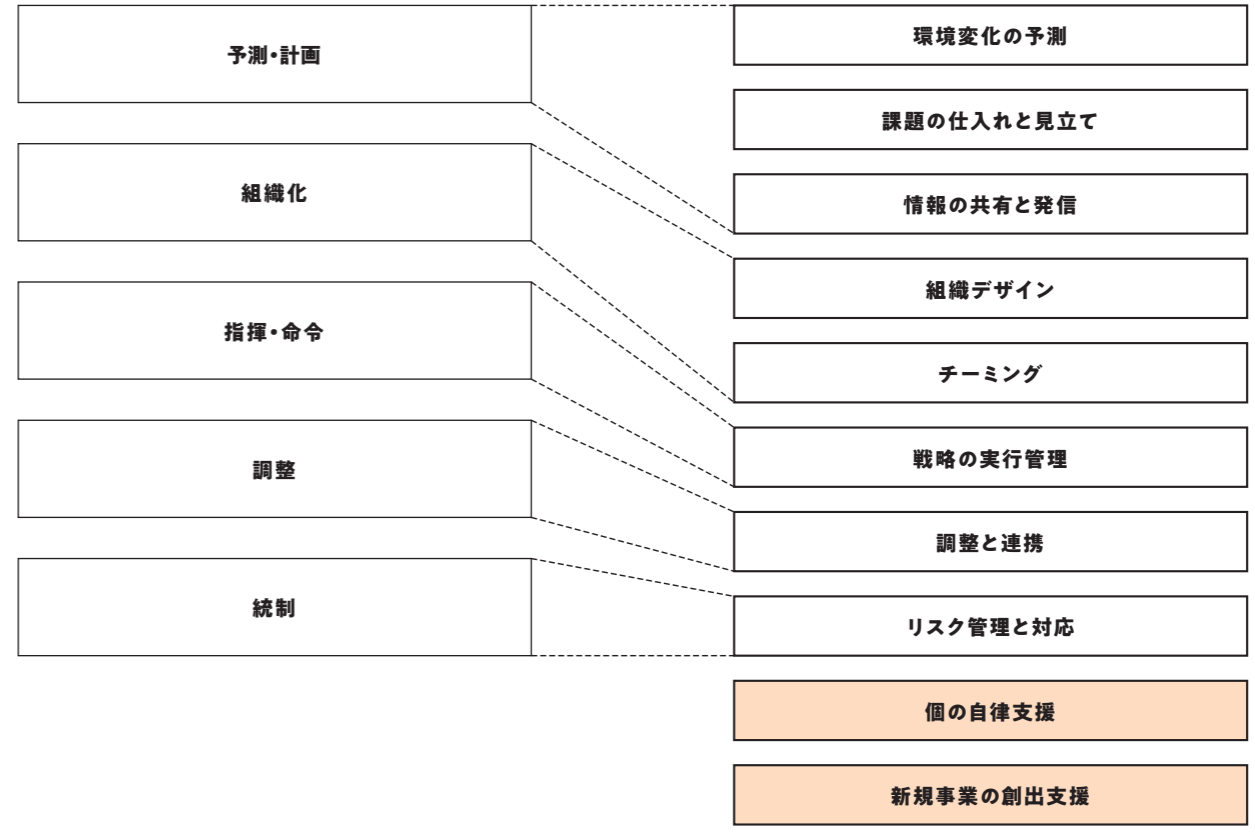 予測・計画
組織化
指揮・命令
調整
統制
環境変化の予測
課題の仕入れと見立て
情報の共有と発信
組織デザイン
チーミング
戦略の実行管理
調整と連携
リスク管理と対応
個の自律支援
新規事業の創出支援